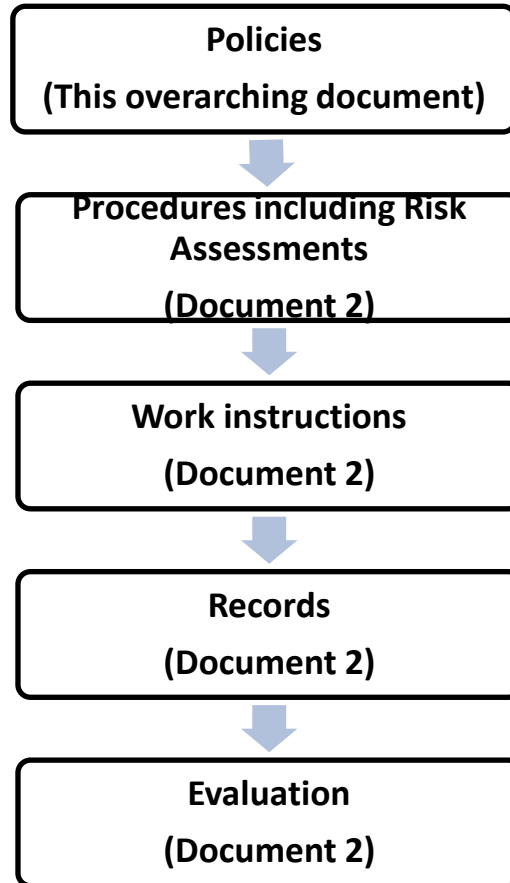 Policies
(This overarching document)
Procedures including Risk
Assessments
(Document 2)
Work instructions
(Document 2)
Records
(Document 2)
Evaluation
(Document 2)